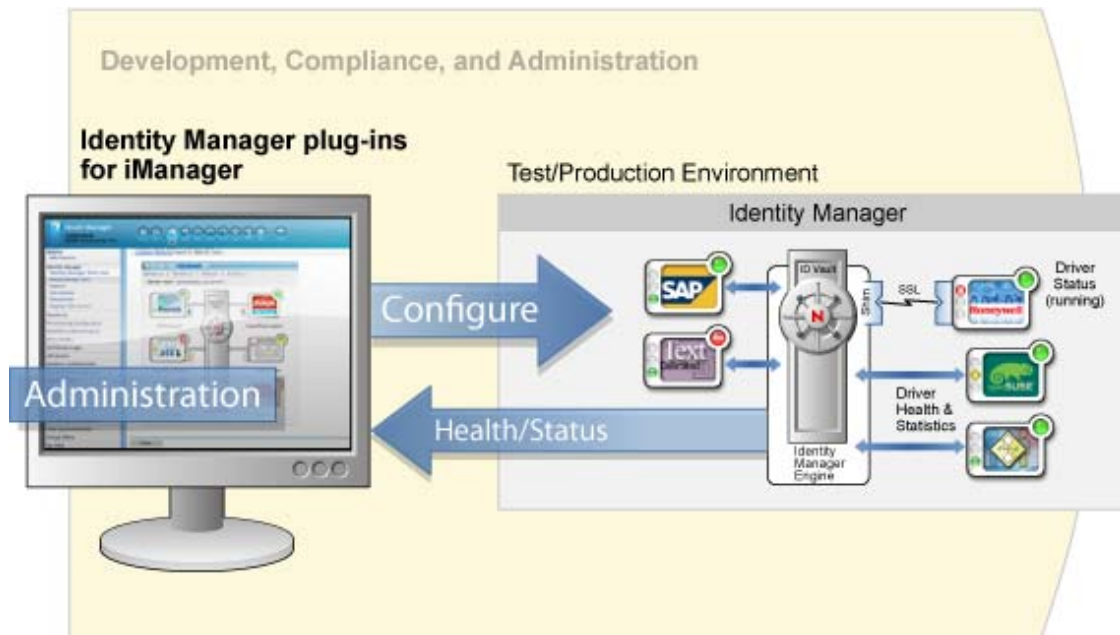 Development, Compliance, and Administration
Identity Manager plug-ins
for iManager
Test/Production Environment
Identity Manager
Administration
Configure
Health/Status
SAP
Text
ID Vault
N
Shim
SSL
Honeywell
Driver
Status
(running)
SUSE
Driver
Health &
Statistics
Identity
Manager
Engine